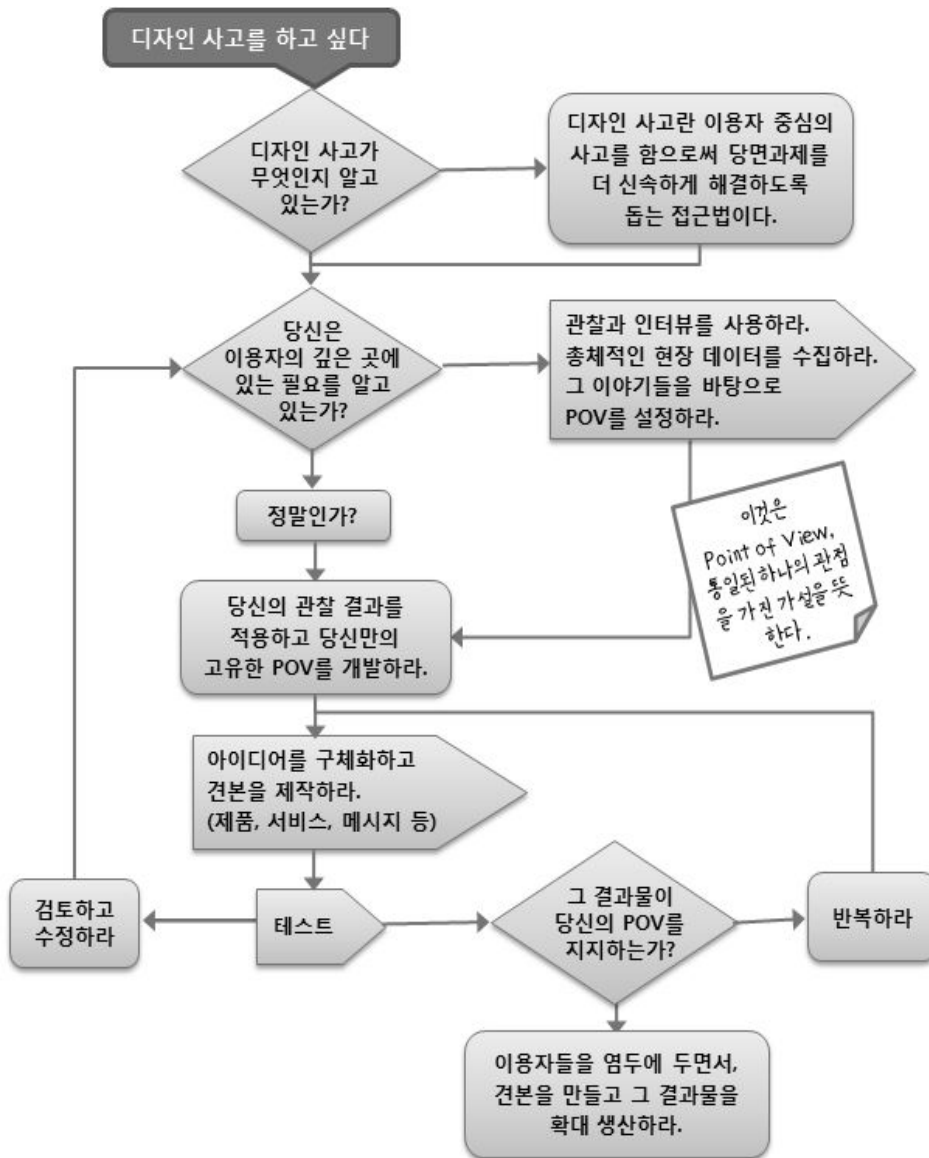 디자인 사고를 하고 싶다
디자인 사고가
무엇인지 알고
있는가?
디자인 사고란 이용자 중심의
사고를 함으로써 당면과제를
더 신속하게 해결하도록
돕는 접근법이다.
당신은
이용자의 깊은 곳에
있는 필요를 알고
있는가?
관찰과 인터뷰를 사용하라.
총체적인 현장 데이터를 수집하라.
그 이야기들을 바탕으로
POV를 설정하라.
정말인가?
이것은
Point of View,
통일된 하나의 관점
을 가진 가설을 뜻
한다.
당신의 관찰 결과를
적용하고 당신만의
고유한 POV를 개발하라.
아이디어를 구체화하고
견본을 제작하라.
(제품, 서비스, 메시지 등)
검토하고
수정하라
테스트
그 결과물이
당신의 POV를
지지하는가?
반복하라
이용자들을 염두에 두면서,
견본을 만들고 그 결과물을
확대 생산하라.